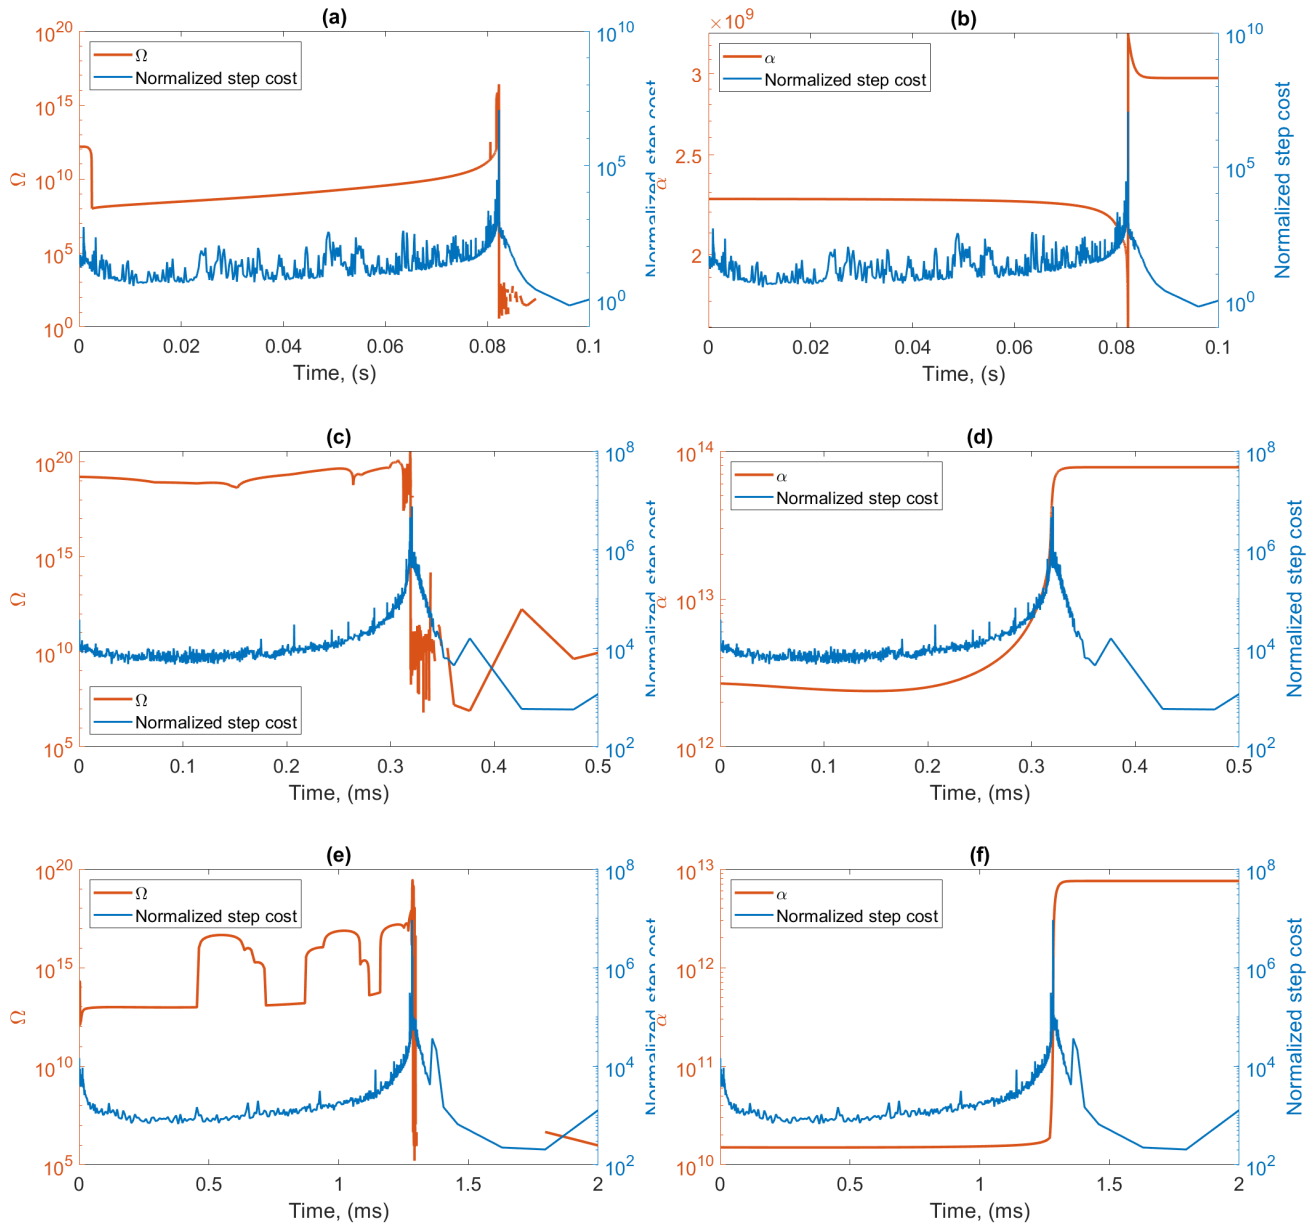 (a)
10^20
10^15
10^10
10^5
10^0
Ω
Ω
Normalized step cost
10^10
10^5
10^0
Normalized step cost
0 0.02 0.04 0.06 0.08 0.1
Time, (s)
(b)
×10^9
3
2.5
2
α
α
Normalized step cost
10^10
10^5
10^0
Normalized step cost
0 0.02 0.04 0.06 0.08 0.1
Time, (s)
(c)
10^20
10^15
10^10
10^5
Ω
Ω
Normalized step cost
10^8
10^6
10^4
10^2
Normalized step cost
0 0.1 0.2 0.3 0.4 0.5
Time, (ms)
(d)
10^14
10^13
10^12
α
α
Normalized step cost
10^8
10^6
10^4
10^2
Normalized step cost
0 0.1 0.2 0.3 0.4 0.5
Time, (ms)
(e)
10^20
10^15
10^10
10^5
Ω
Ω
Normalized step cost
10^8
10^6
10^4
10^2
Normalized step cost
0 0.5 1 1.5 2
Time, (ms)
(f)
10^13
10^12
10^11
10^10
α
α
Normalized step cost
10^8
10^6
10^4
10^2
Normalized step cost
0 0.5 1 1.5 2
Time, (ms)